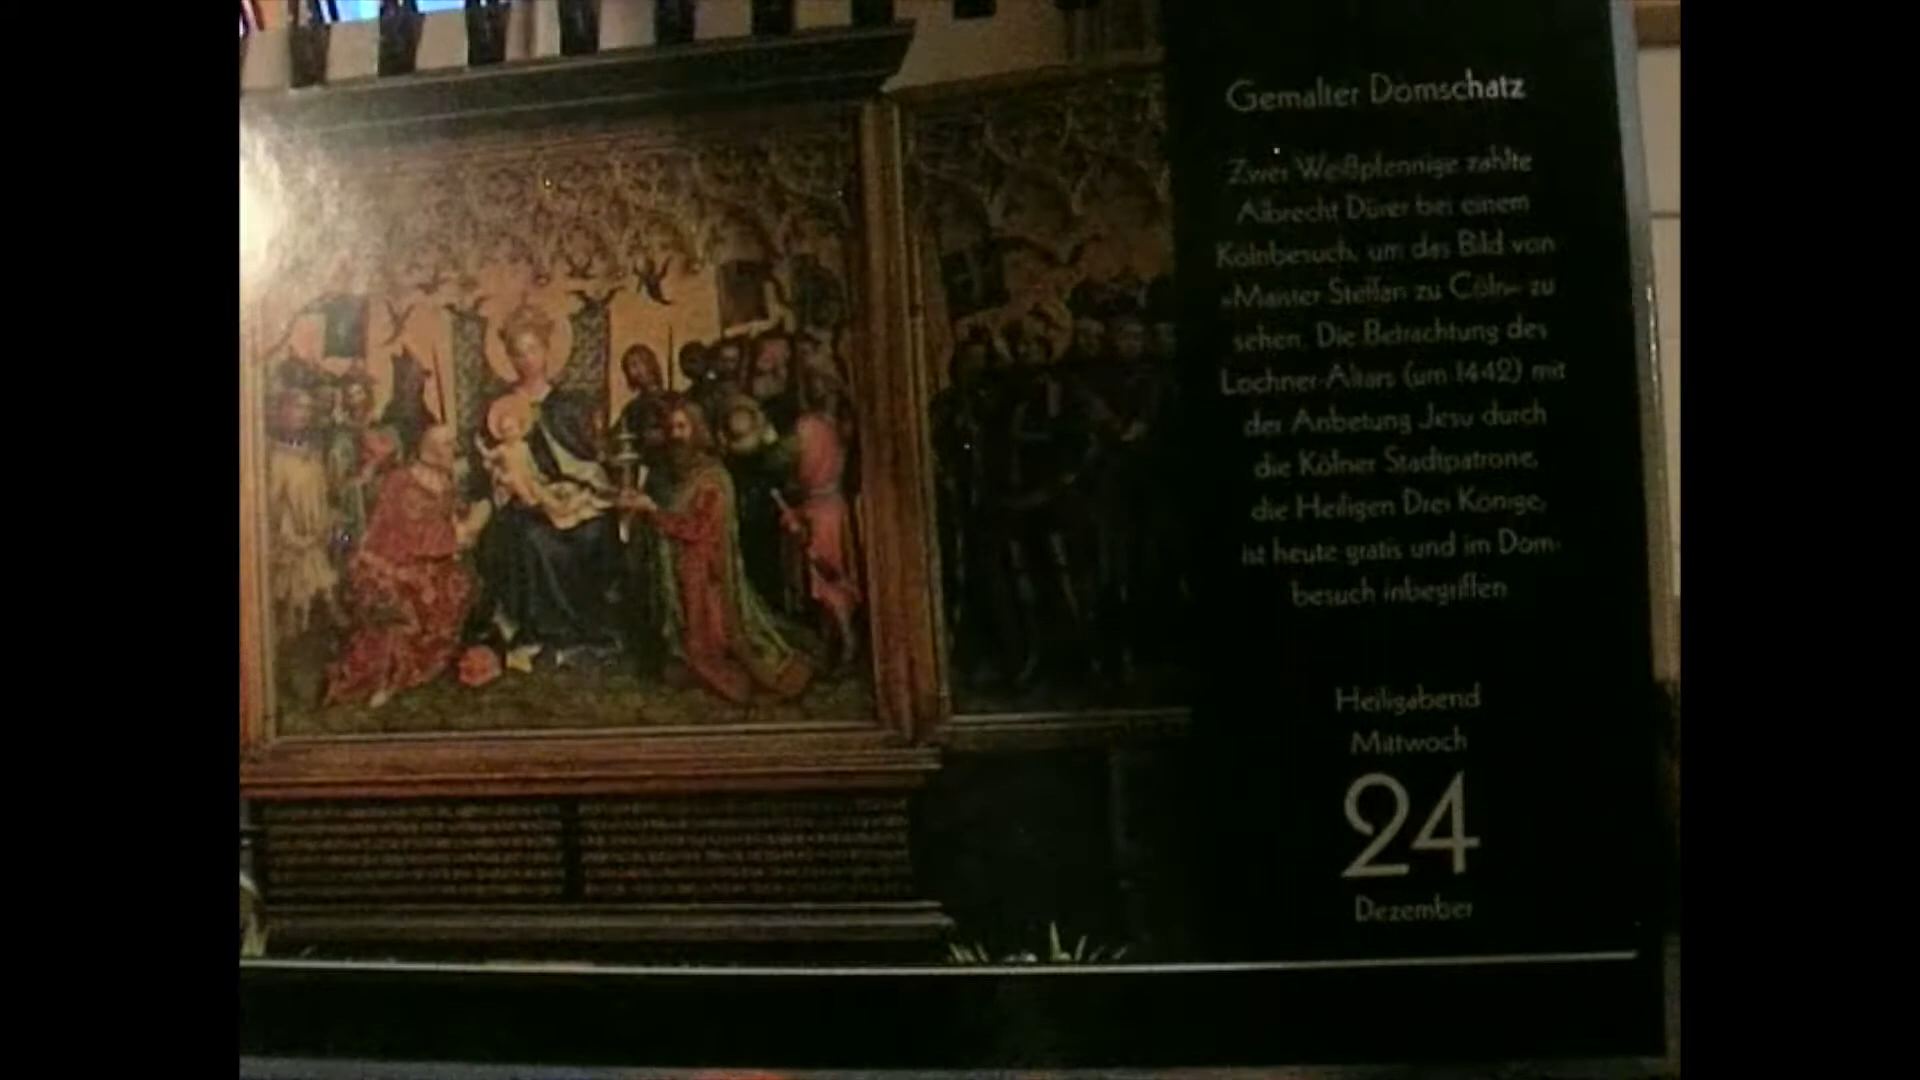 Gemalter Domschatz
Zwei Weißpfennige zahlte
Albrecht Dürer bei einem
Kölnbesuch, um das Bild von
»Maister Steffan zu Cöln« zu
sehen. Die Betrachtung des
Lochner-Altars (um 1442) mit
der Anbetung Jesu durch
die Kölner Stadtpatrone,
die Heiligen Drei Könige,
ist heute gratis und im Dom-
besuch inbegriffen
Heiligabend
Mittwoch
24
Dezember